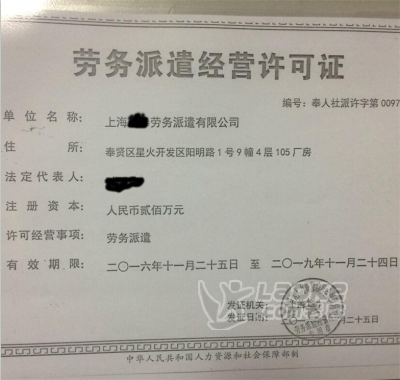 劳务派遣经营许可证
编号：奉人社派许字第0097
单位名称： 上海 劳务派遣有限公司
住所： 奉贤区星火开发区阳明路1号9幢4层105厂房
法定代表人：
注册资本： 人民币贰佰万元
许可经营事项： 劳务派遣
有效期限： 二〇一六年十一月二十五日 至 二〇一九年十一月二十四日
发证机关：
发证日期： 月二十五日
中华人民共和国人力资源和社会保障部制